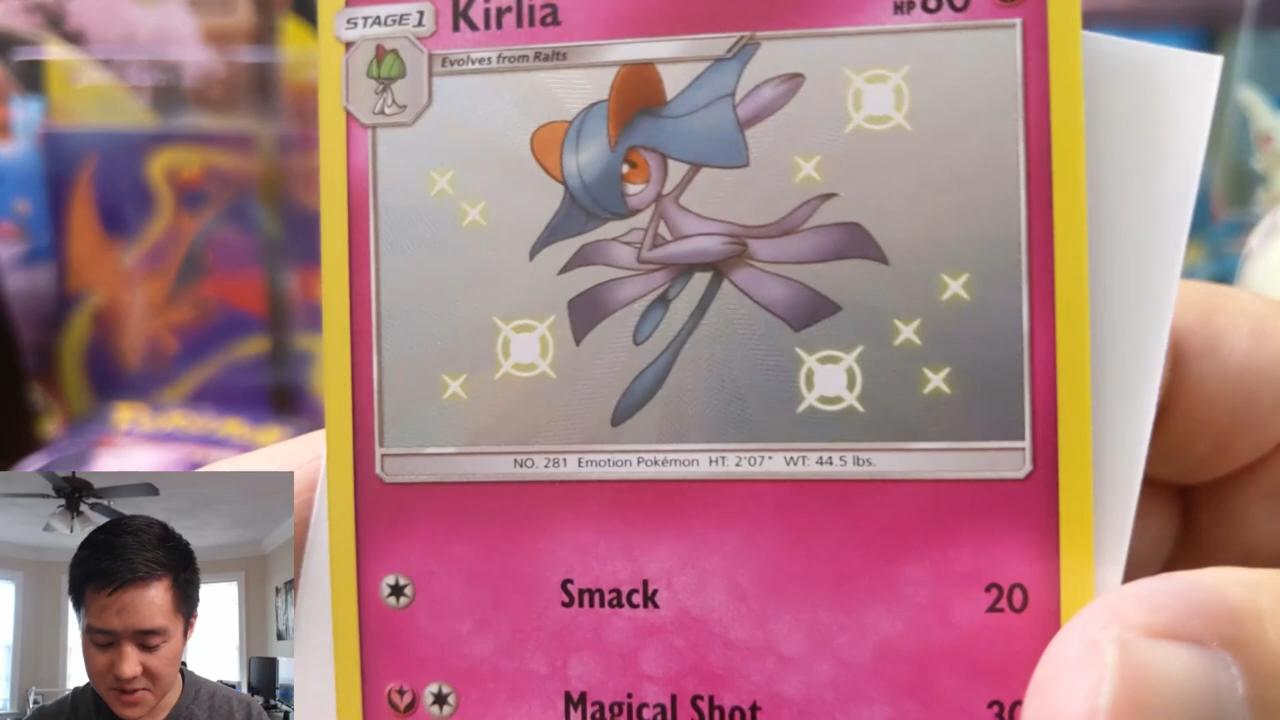 STAGE 1 Kirlia HP 80
Evolves from Ralts
NO. 281 Emotion Pokémon HT: 2'07" WT: 44.5 lbs.
Smack 20
Magical Shot 30